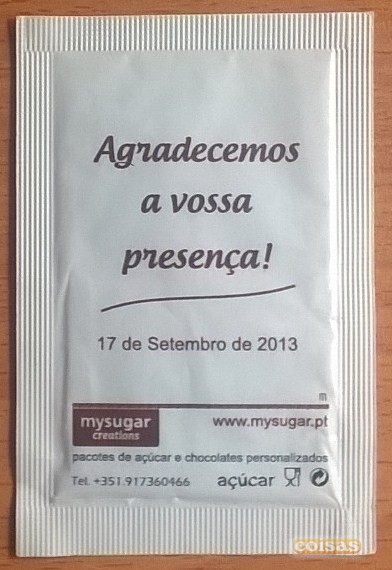 Agradecemos
a vossa
presença!
17 de Setembro de 2013
m
mysugar
creations
www.mysugar.pt
pacotes de açúcar e chocolates personalizados
Tel. +351.917360466
açúcar
coisas